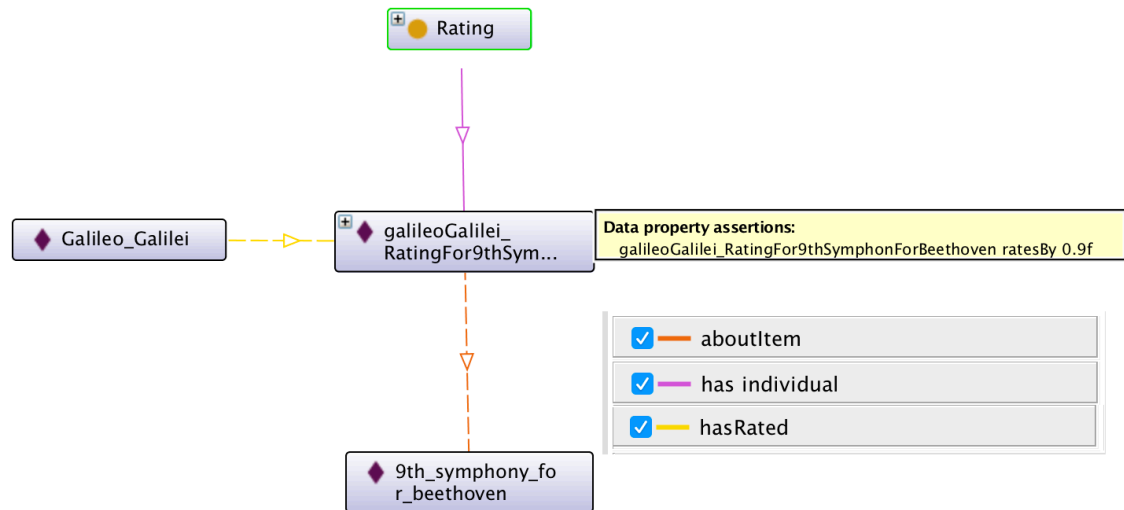 Rating
Galileo_Galilei
galileoGalilei_
RatingFor9thSym...
Data property assertions:
galileoGalilei_RatingFor9thSymphonForBeethoven ratesBy 0.9f
aboutItem
has individual
hasRated
9th_symphony_fo
r_beethoven